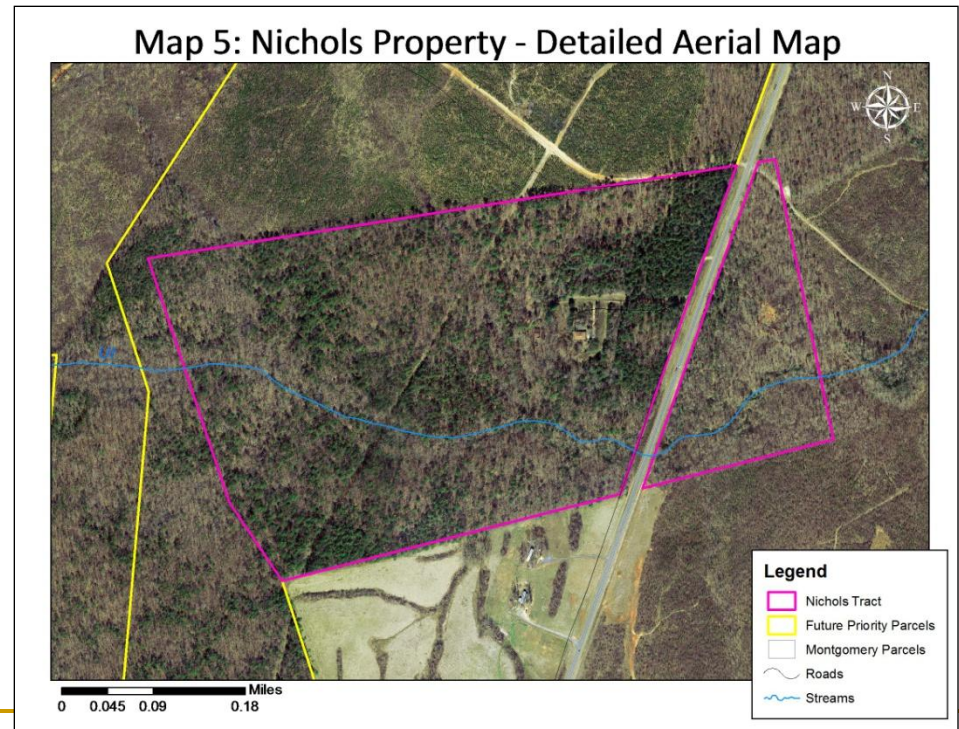 Map 5: Nichols Property - Detailed Aerial Map
N
W E
S
Legend
Nichols Tract
Future Priority Parcels
Montgomery Parcels
Roads
Streams
Miles
0 0.045 0.09 0.18